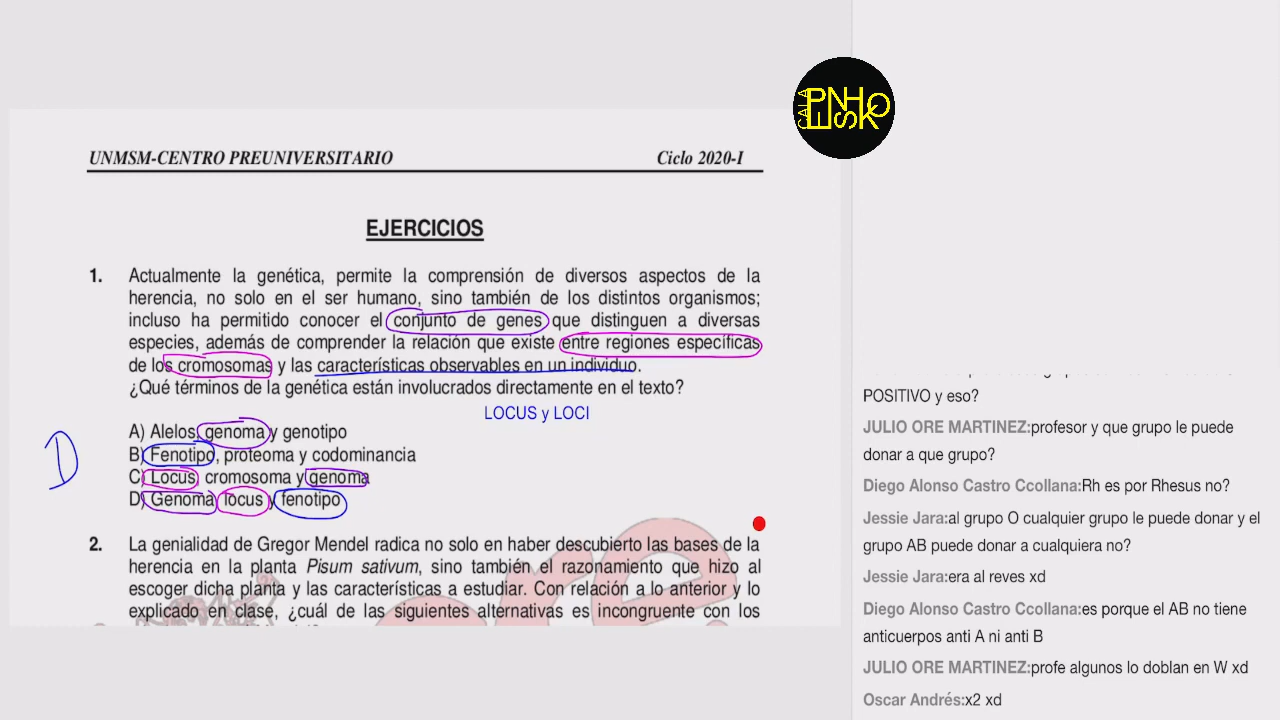 CALA
PENHO
ESK
UNMSM-CENTRO PREUNIVERSITARIO Ciclo 2020-I
EJERCICIOS
1. Actualmente la genética, permite la comprensión de diversos aspectos de la
herencia, no solo en el ser humano, sino también de los distintos organismos;
incluso ha permitido conocer el conjunto de genes que distinguen a diversas
especies, además de comprender la relación que existe entre regiones específicas
de los cromosomas y las características observables en un individuo.
¿Qué términos de la genética están involucrados directamente en el texto?
LOCUS y LOCI
A) Alelos, genoma y genotipo
B) Fenotipo, proteoma y codominancia
C) Locus, cromosoma y genoma
D) Genoma, locus y fenotipo
D
2. La genialidad de Gregor Mendel radica no solo en haber descubierto las bases de la
herencia en la planta Pisum sativum, sino también el razonamiento que hizo al
escoger dicha planta y las características a estudiar. Con relación a lo anterior y lo
explicado en clase, ¿cuál de las siguientes alternativas es incongruente con los
POSITIVO y eso?
JULIO ORE MARTINEZ:profesor y que grupo le puede
donar a que grupo?
Diego Alonso Castro Ccollana:Rh es por Rhesus no?
Jessie Jara:al grupo O cualquier grupo le puede donar y el
grupo AB puede donar a cualquiera no?
Jessie Jara:era al reves xd
Diego Alonso Castro Ccollana:es porque el AB no tiene
anticuerpos anti A ni anti B
JULIO ORE MARTINEZ:profe algunos lo doblan en W xd
Oscar Andrés:x2 xd